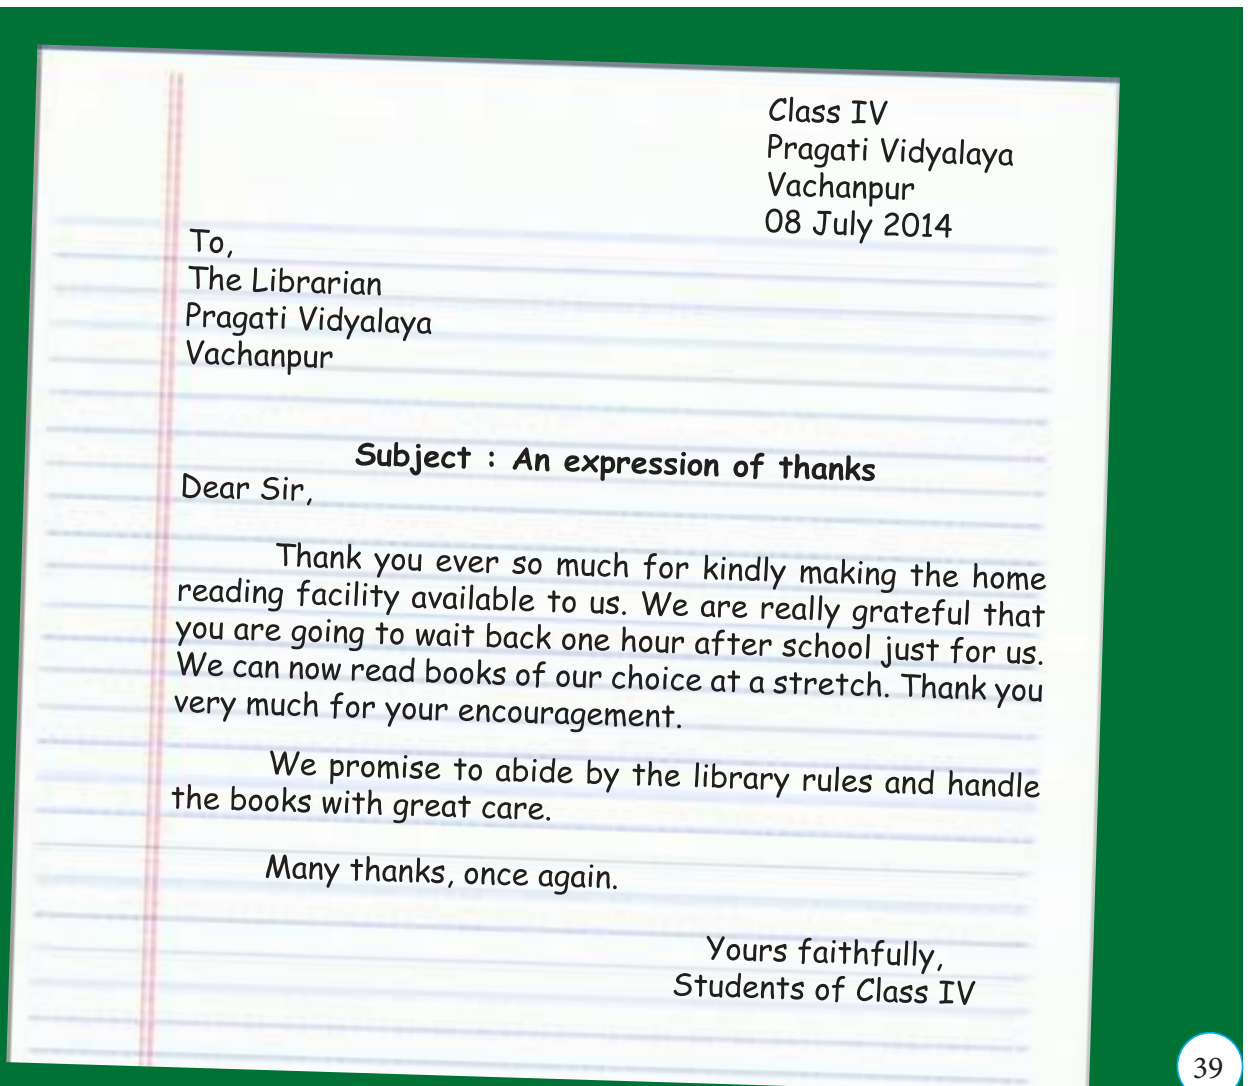 Class IV
Pragati Vidyalaya
Vachanpur
08 July 2014
To,
The Librarian
Pragati Vidyalaya
Vachanpur
Subject : An expression of thanks
Dear Sir,
Thank you ever so much for kindly making the home
reading facility available to us. We are really grateful that
you are going to wait back one hour after school just for us.
We can now read books of our choice at a stretch. Thank you
very much for your encouragement.
We promise to abide by the library rules and handle
the books with great care.
Many thanks, once again.
Yours faithfully,
Students of Class IV
39